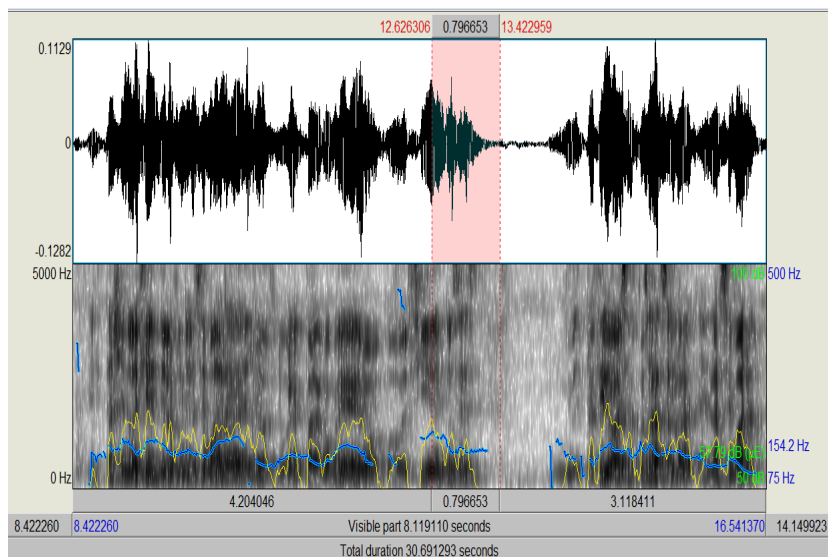 12.626306 0.796653 13.422959
0.1129
0
-0.1282
5000 Hz 100 dB 500 Hz
154.2 Hz
0 Hz 50 dB 75 Hz
4.204046 0.796653 3.118411
8.422260 8.422260 Visible part 8.119110 seconds 16.541370 14.149923
Total duration 30.691293 seconds